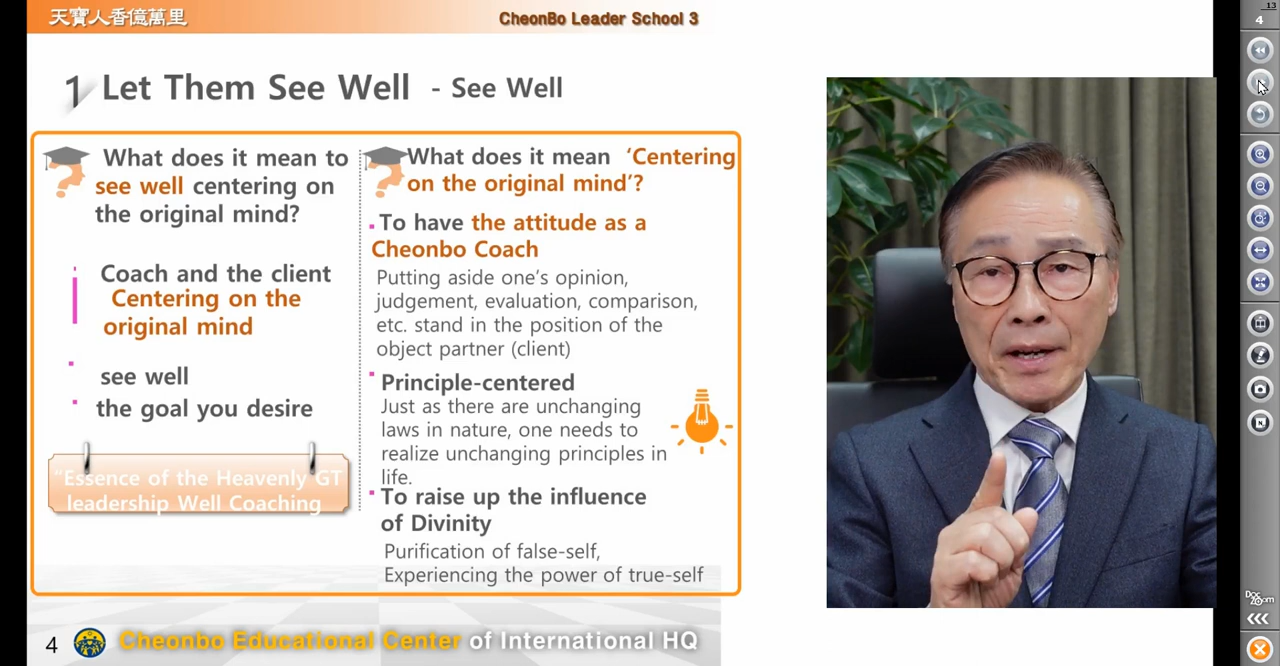 天寶人香億萬里
CheonBo Leader School 3
1 Let Them See Well - See Well
What does it mean to
see well centering on
the original mind?
Coach and the client
Centering on the
original mind
see well
the goal you desire
"Essence of the Heavenly GT
leadership Well Coaching
What does it mean 'Centering
on the original mind'?
To have the attitude as a
Cheonbo Coach
Putting aside one's opinion,
judgement, evaluation, comparison,
etc. stand in the position of the
object partner (client)
Principle-centered
Just as there are unchanging
laws in nature, one needs to
realize unchanging principles in
life.
To raise up the influence
of Divinity
Purification of false-self,
Experiencing the power of true-self
4 Cheonbo Educational Center of International HQ
13
4
DocZoom